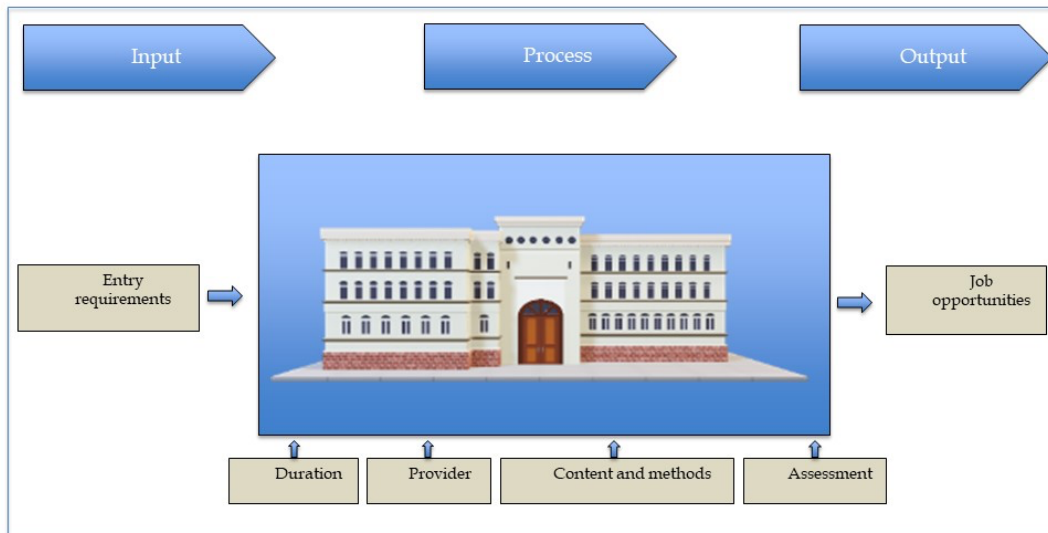 Input
Process
Output
Entry
requirements
Job
opportunities
Duration
Provider
Content and methods
Assessment